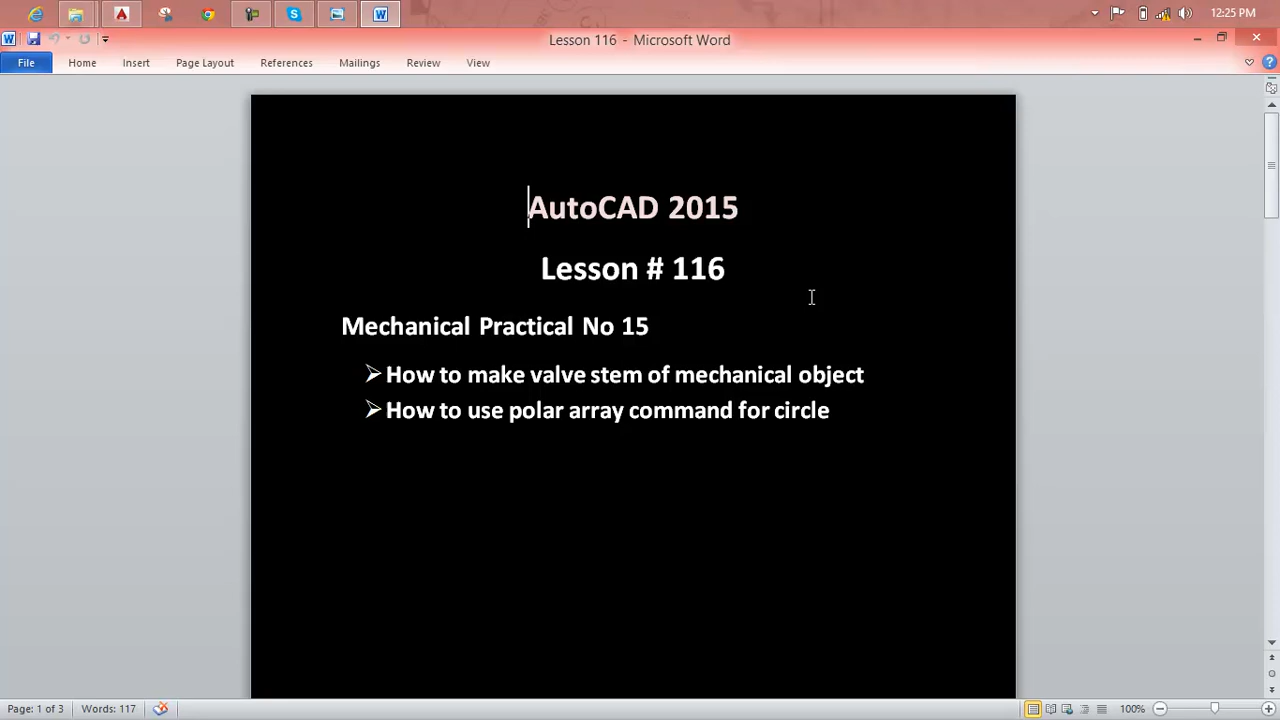 12:25 PM
Lesson 116 - Microsoft Word
File Home Insert Page Layout References Mailings Review View
AutoCAD 2015
Lesson # 116
Mechanical Practical No 15
How to make valve stem of mechanical object
How to use polar array command for circle
Page: 1 of 3 Words: 117 100%